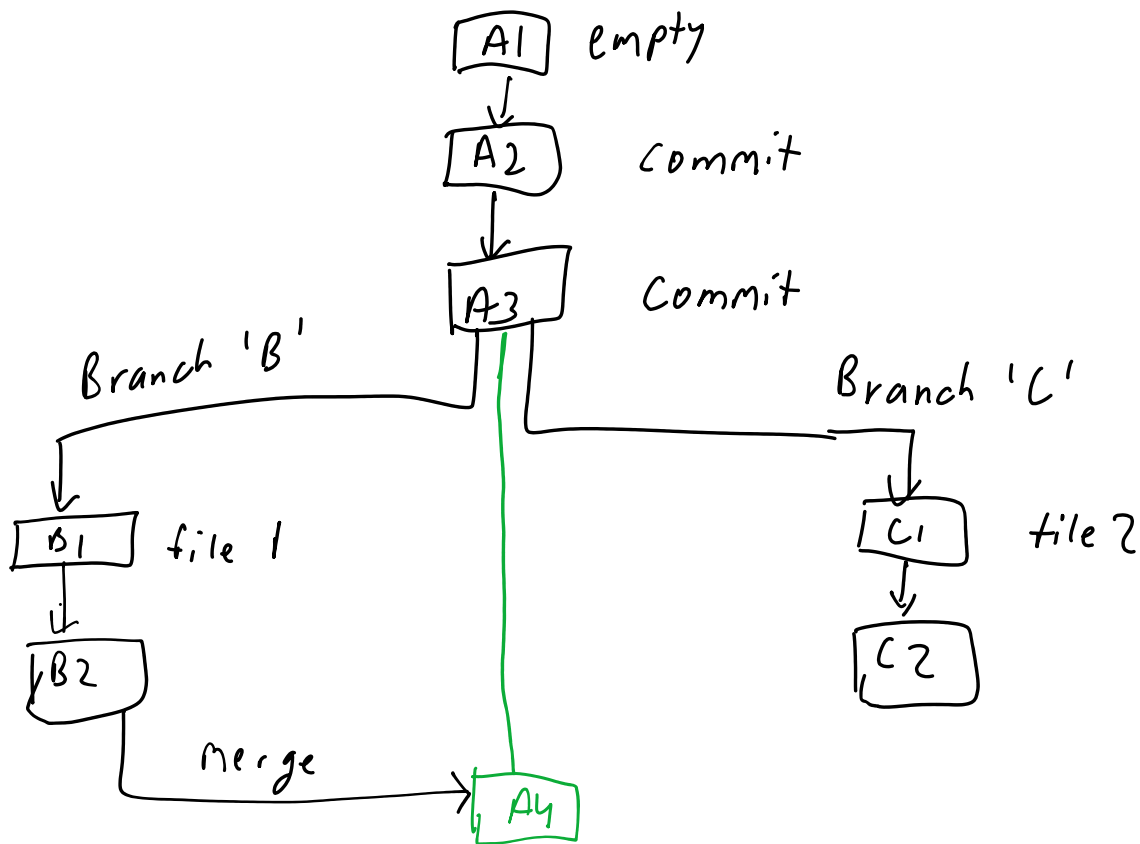 A1 empty
A2 commit
A3 Commit
Branch 'B'
Branch 'C'
B1 file 1
C1 file 2
B2
C2
merge
A4